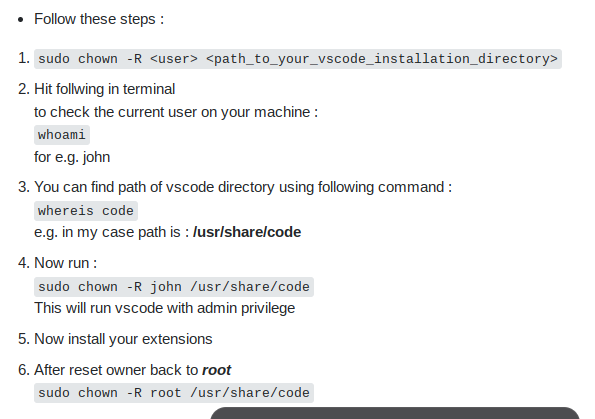 • Follow these steps :
1. sudo chown -R <user> <path_to_your_vscode_installation_directory>
2. Hit follwing in terminal
to check the current user on your machine :
whoami
for e.g. john
3. You can find path of vscode directory using following command :
whereis code
e.g. in my case path is : /usr/share/code
4. Now run :
sudo chown -R john /usr/share/code
This will run vscode with admin privilege
5. Now install your extensions
6. After reset owner back to root
sudo chown -R root /usr/share/code